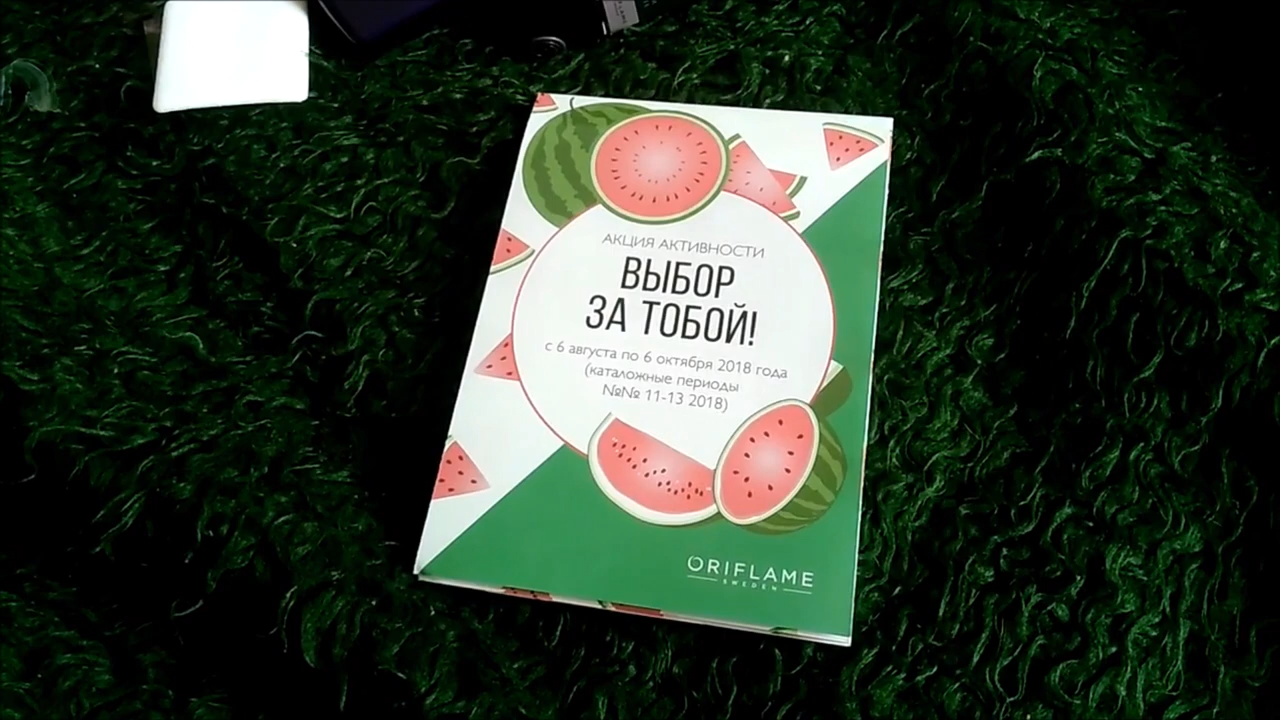 АКЦИЯ АКТИВНОСТИ
ВЫБОР
ЗА ТОБОЙ!
с 6 августа по 6 октября 2018 года
(каталожные периоды
№№ 11-13 2018)
ORIFLAME
SWEDEN